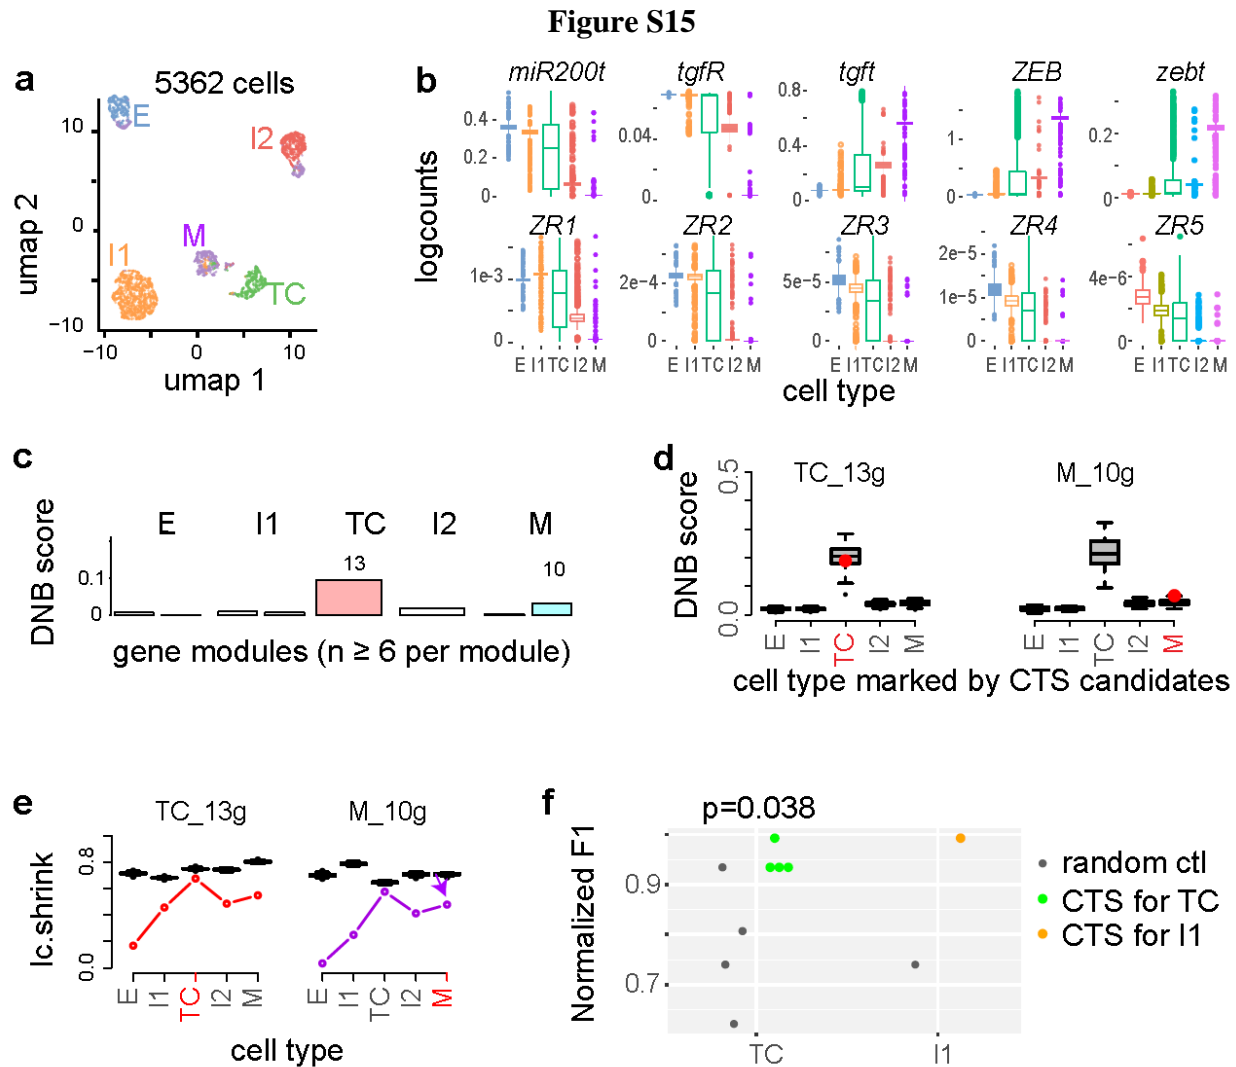 Figure S15
a
5362 cells
E
I2
I1
M
TC
10
0
−10
umap 2
−10
0
10
umap 1
b
miR200t
tgfR
tgft
ZEB
zebt
0.4
0.2
0
0.04
0
0.8
0.4
0
1
0
0.2
0
logcounts
ZR1
ZR2
ZR3
ZR4
ZR5
1e-3
0
2e-4
0
5e-5
0
2e-5
1e-5
0
4e-6
0
E I1 TC I2 M
E I1 TC I2 M
E I1 TC I2 M
E I1 TC I2 M
E I1 TC I2 M
cell type
c
E
I1
TC
I2
M
13
10
0.1
0
DNB score
gene modules (n ≥ 6 per module)
d
TC_13g
M_10g
0.5
0.0
DNB score
E
I1
TC
I2
M
E
I1
TC
I2
M
cell type marked by CTS candidates
e
TC_13g
M_10g
0.8
0.0
Ic.shrink
E
I1
TC
I2
M
E
I1
TC
I2
M
cell type
f
p=0.038
0.9
0.7
Normalized F1
TC
I1
random ctl
CTS for TC
CTS for I1